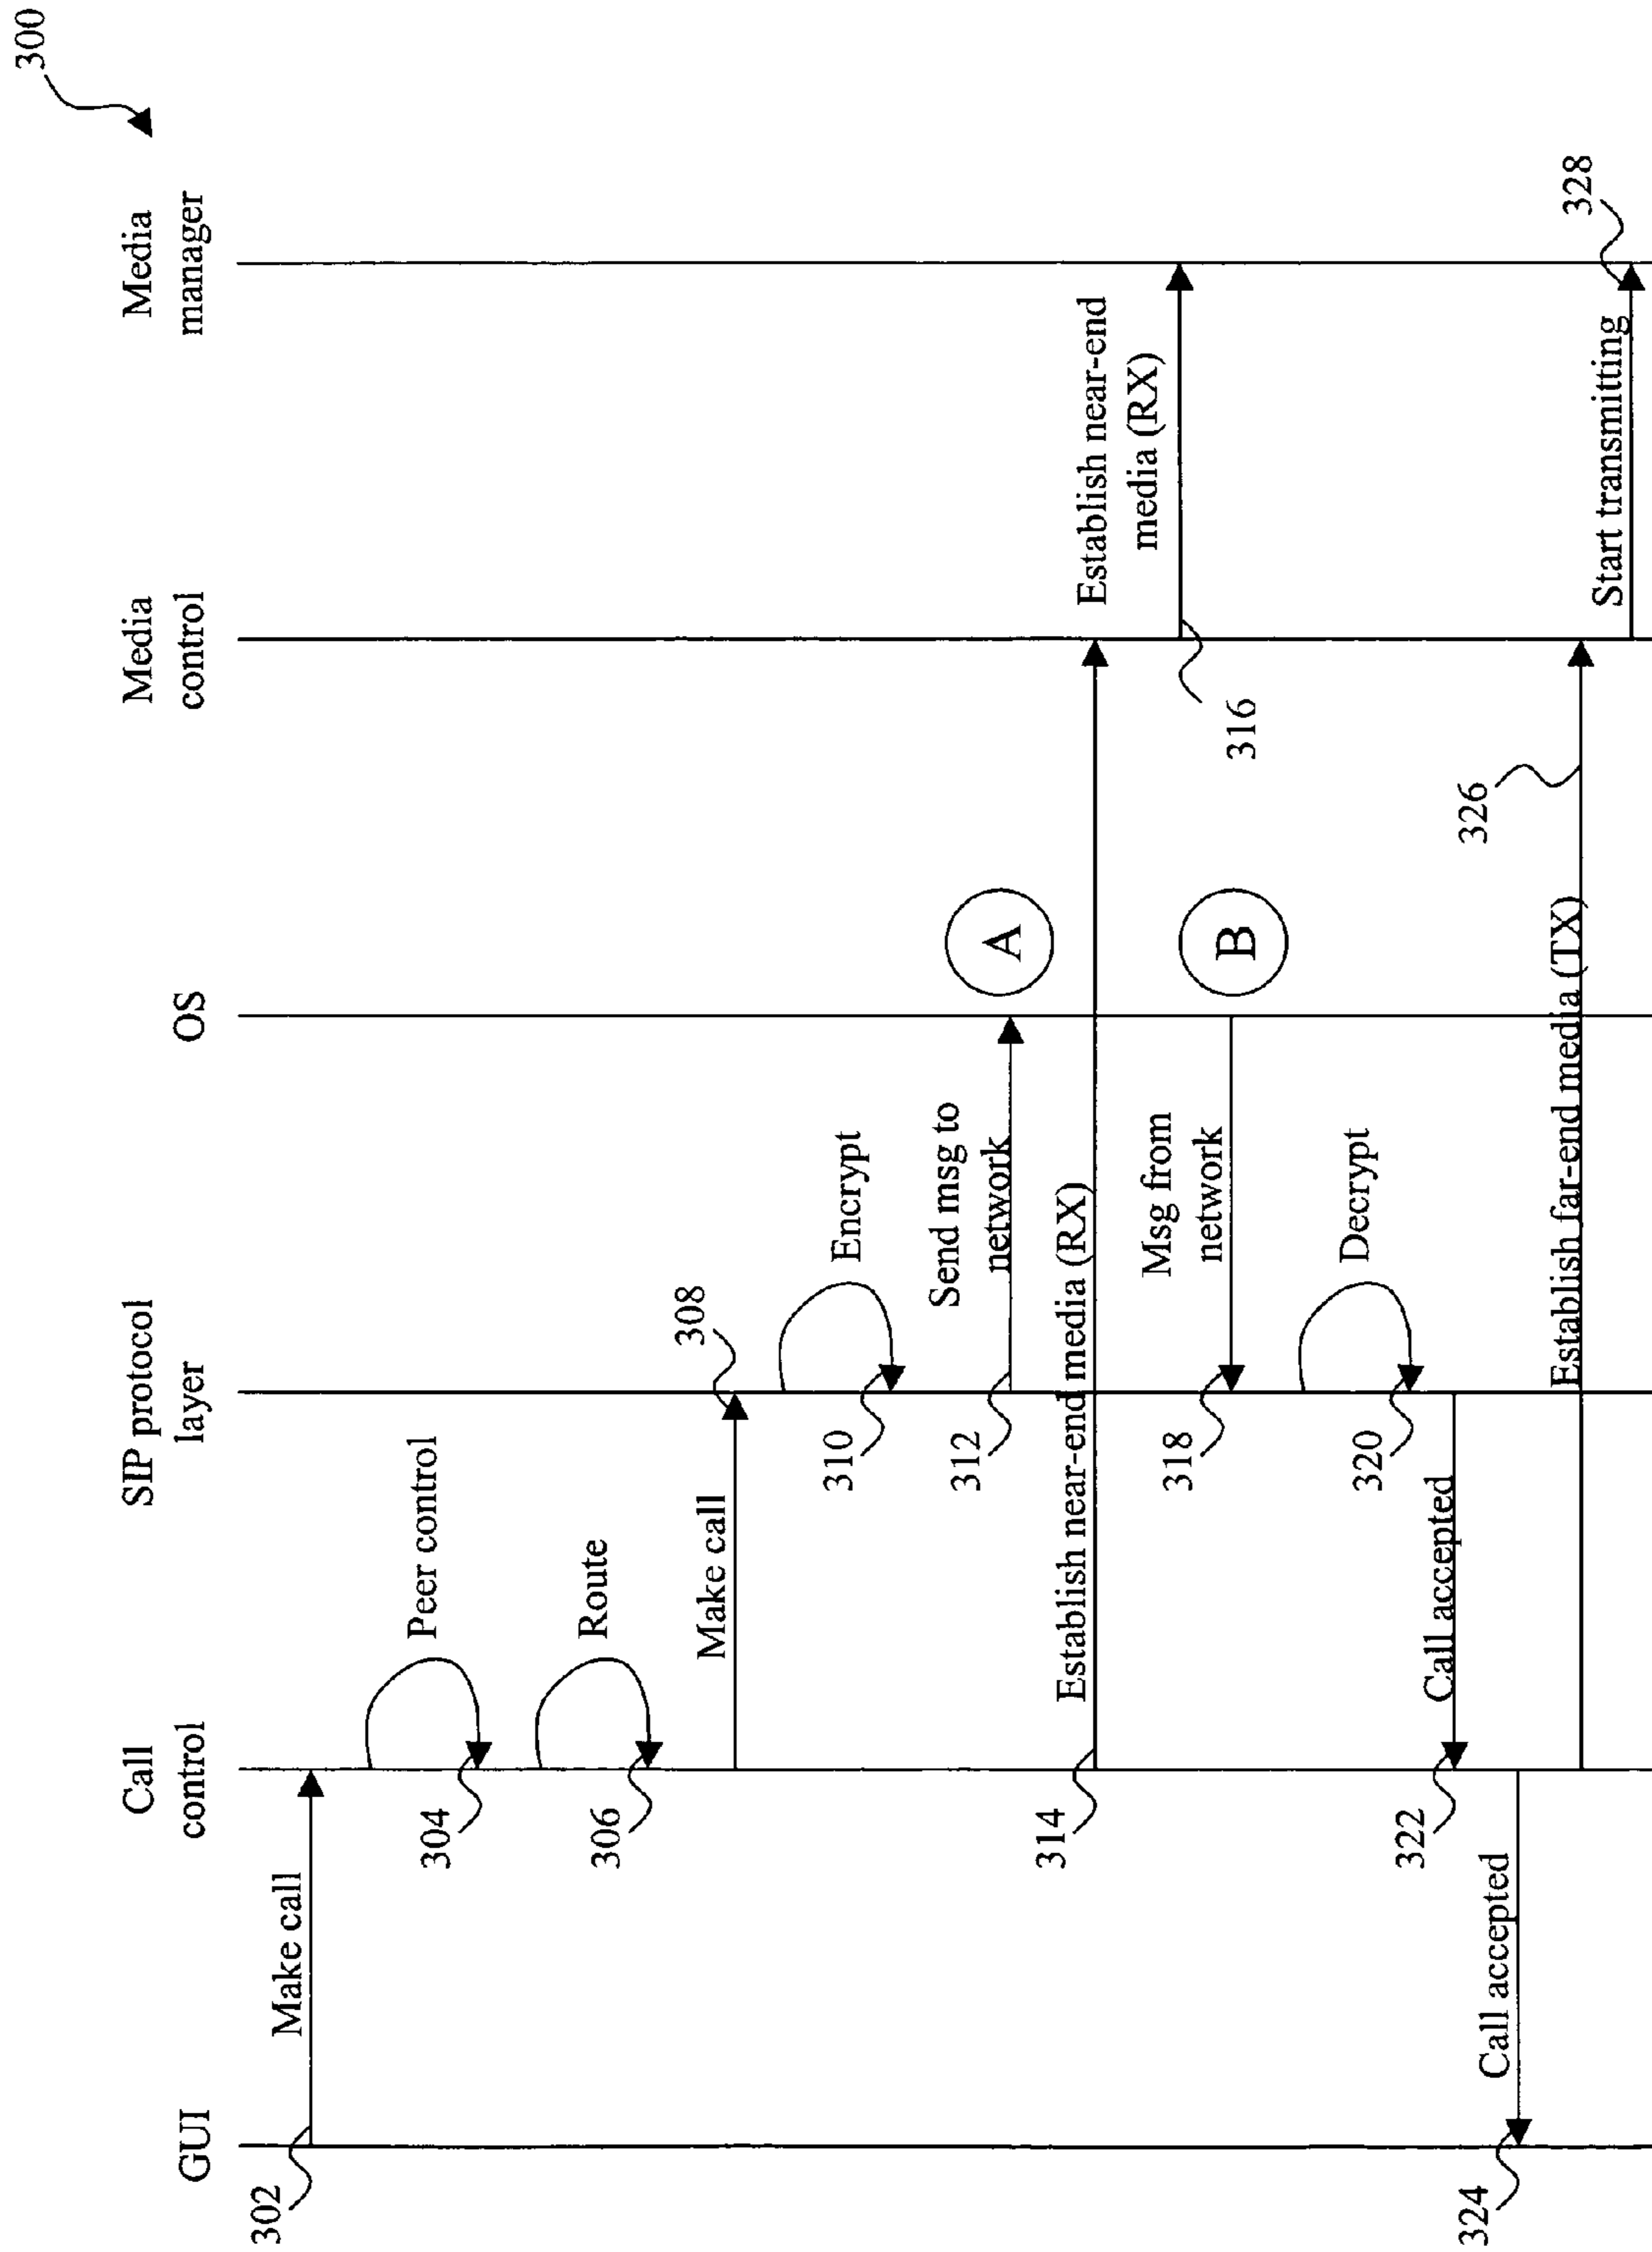 300
GUI
Call
control
SIP protocol
layer
OS
Media
control
Media
manager
302
Make call
Peer control
304
Route
306
Make call
308
Encrypt
310
Send msg to
network
312
A
Establish near-end media (RX)
314
Establish near-end
media (RX)
316
Msg from
network
318
B
Decrypt
320
Call accepted
322
Call accepted
324
Establish far-end media (TX)
326
Start transmitting
328